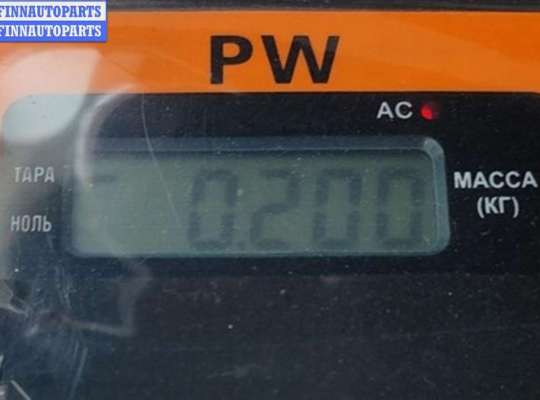 FINNAUTOPARTS
FINNAUTOPARTS
PW
AC
ТАРА
0.200
МАССА
(КГ)
НОЛЬ